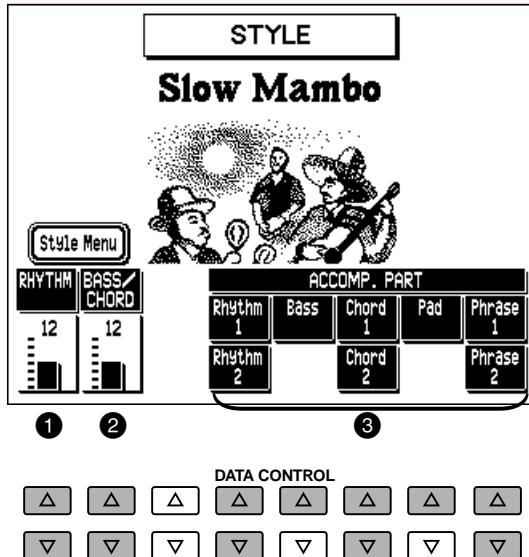 STYLE
Slow Mambo
Style Menu
RHYTHM BASS/CHORD
12 12
ACCOMP. PART
Rhythm 1 Bass Chord 1 Pad Phrase 1
Rhythm 2 Chord 2 Phrase 2
1 2 3
DATA CONTROL